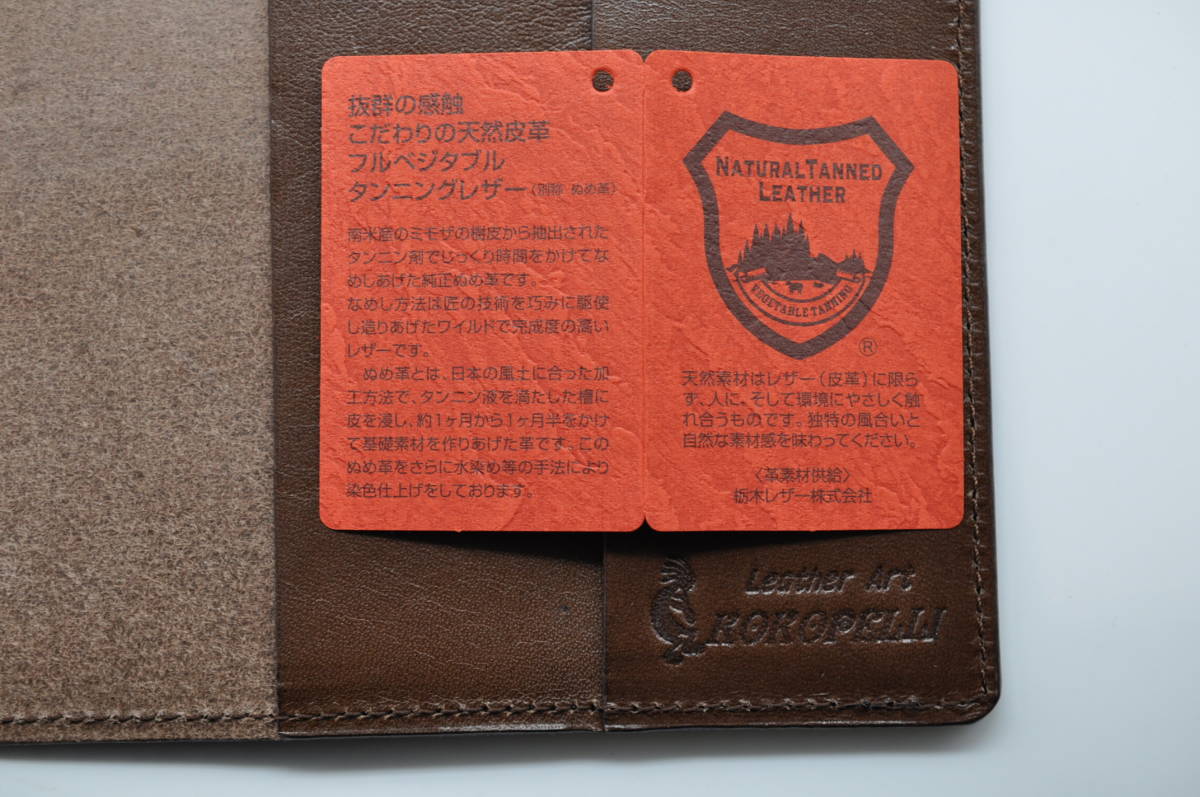 抜群の感触
こだわりの天然皮革
フルベジタブル
タンニングレザー（別称 ぬめ革）
南米産のミモザの樹皮から抽出された
タンニン剤でじっくり時間をかけてな
めしあげた純正ぬめ革です。
なめし方法は匠の技術を巧みに駆使
し造りあげたワイルドで完成度の高い
レザーです。
ぬめ革とは、日本の風土に合った加
工方法で、タンニン液を満たした槽に
皮を浸し、約1ヶ月から1ヶ月半をかけ
て基礎素材を作りあげた革です。この
ぬめ革をさらに水染め等の手法により
染色仕上げをしております。
NATURAL TANNED
LEATHER
VEGETABLE TANNING
®
天然素材はレザー（皮革）に限ら
ず、人に、そして環境にやさしく触
れ合うものです。独特の風合いと
自然な素材感を味わってください。
〈革素材供給〉
栃木レザー株式会社
Leather Art
KOKOPELLI